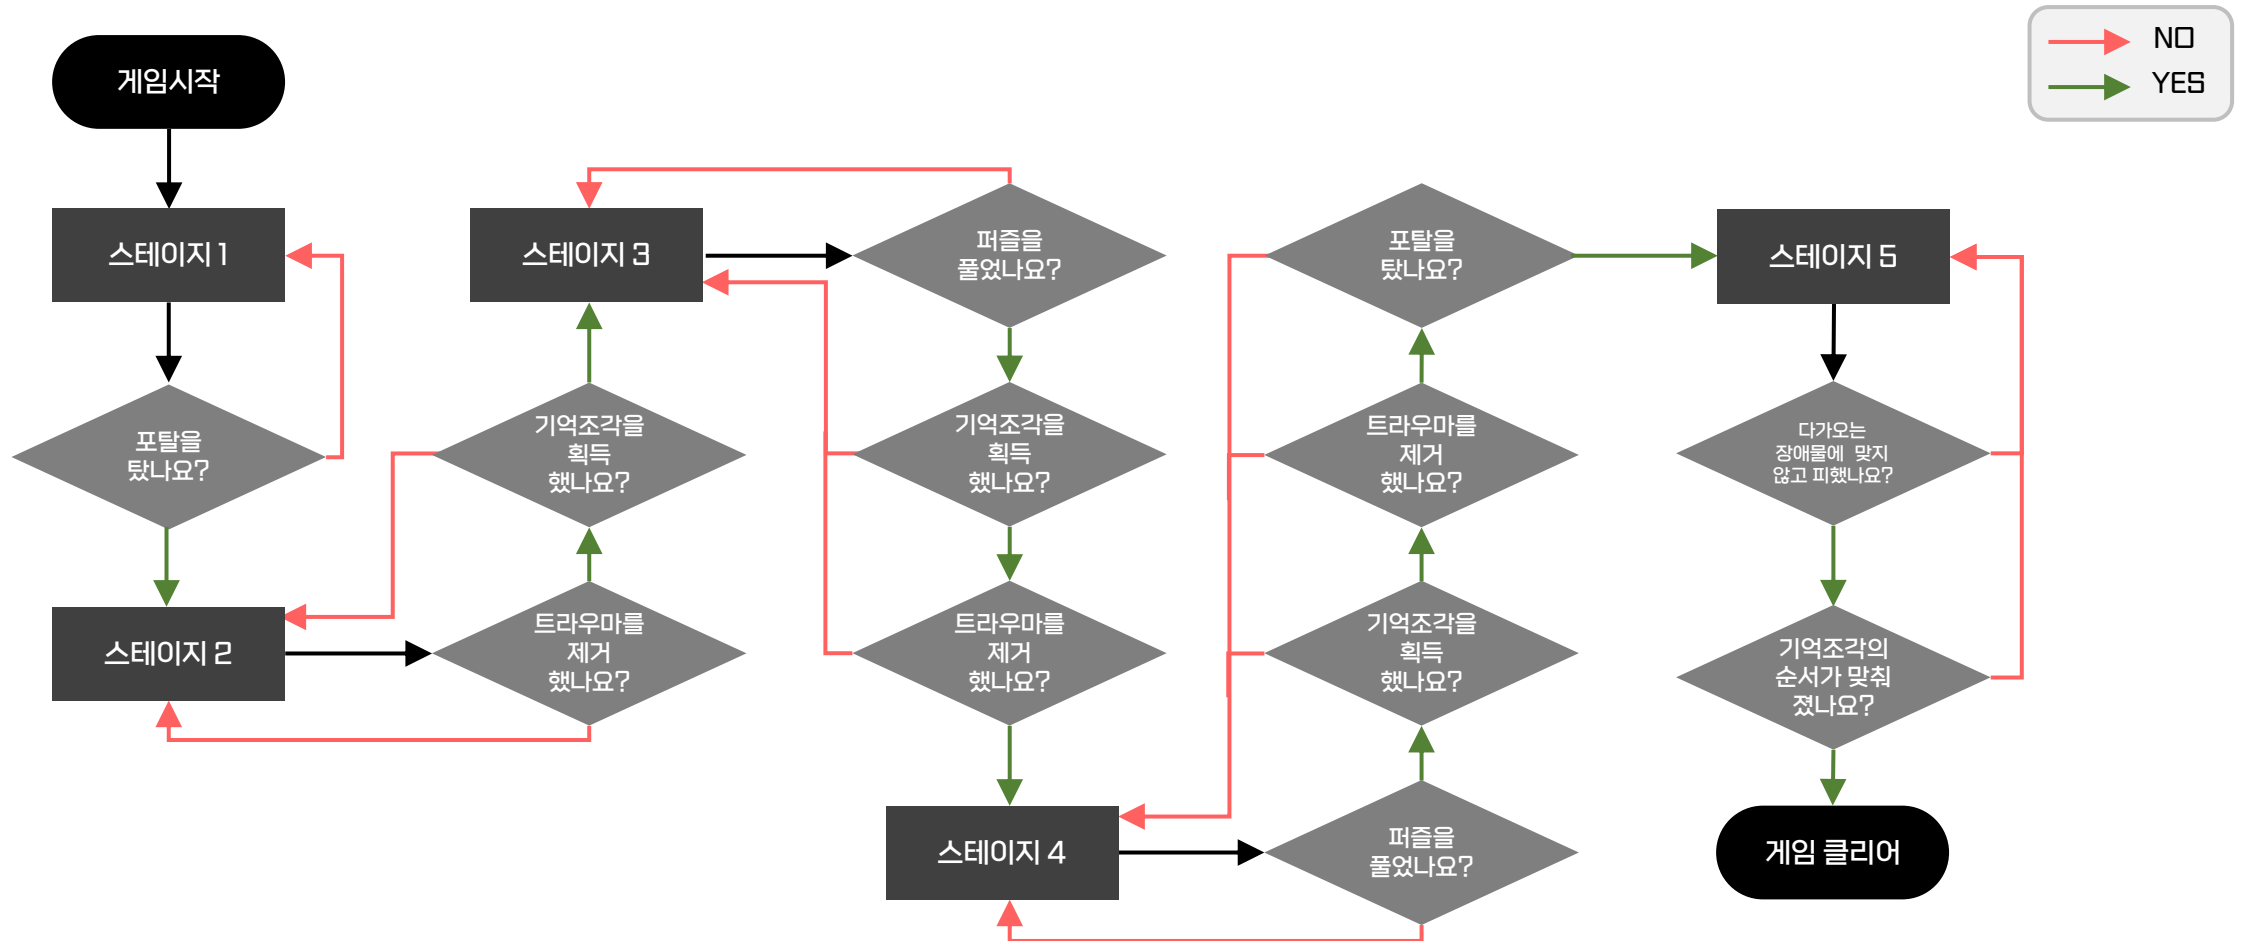 게임시작
스테이지 1
포탈을
탔나요?
스테이지 2
트라우마를
제거
했나요?
기억조각을
획득
했나요?
스테이지 3
퍼즐을
풀었나요?
기억조각을
획득
했나요?
트라우마를
제거
했나요?
스테이지 4
퍼즐을
풀었나요?
기억조각을
획득
했나요?
트라우마를
제거
했나요?
포탈을
탔나요?
스테이지 5
다가오는
장애물에 맞지
않고 피했나요?
기억조각의
순서가 맞춰
졌나요?
게임 클리어
NO
YES